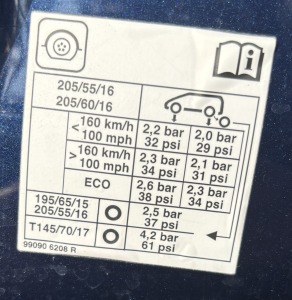 205/55/16
205/60/16
<160 km/h 2,2 bar 2,0 bar
100 mph 32 psi 29 psi
>160 km/h 2,3 bar 2,1 bar
100 mph 34 psi 31 psi
ECO 2,6 bar 2,3 bar
38 psi 34 psi
195/65/15 2,5 bar
205/55/16 37 psi
T145/70/17 4,2 bar
61 psi
99090 6208 R